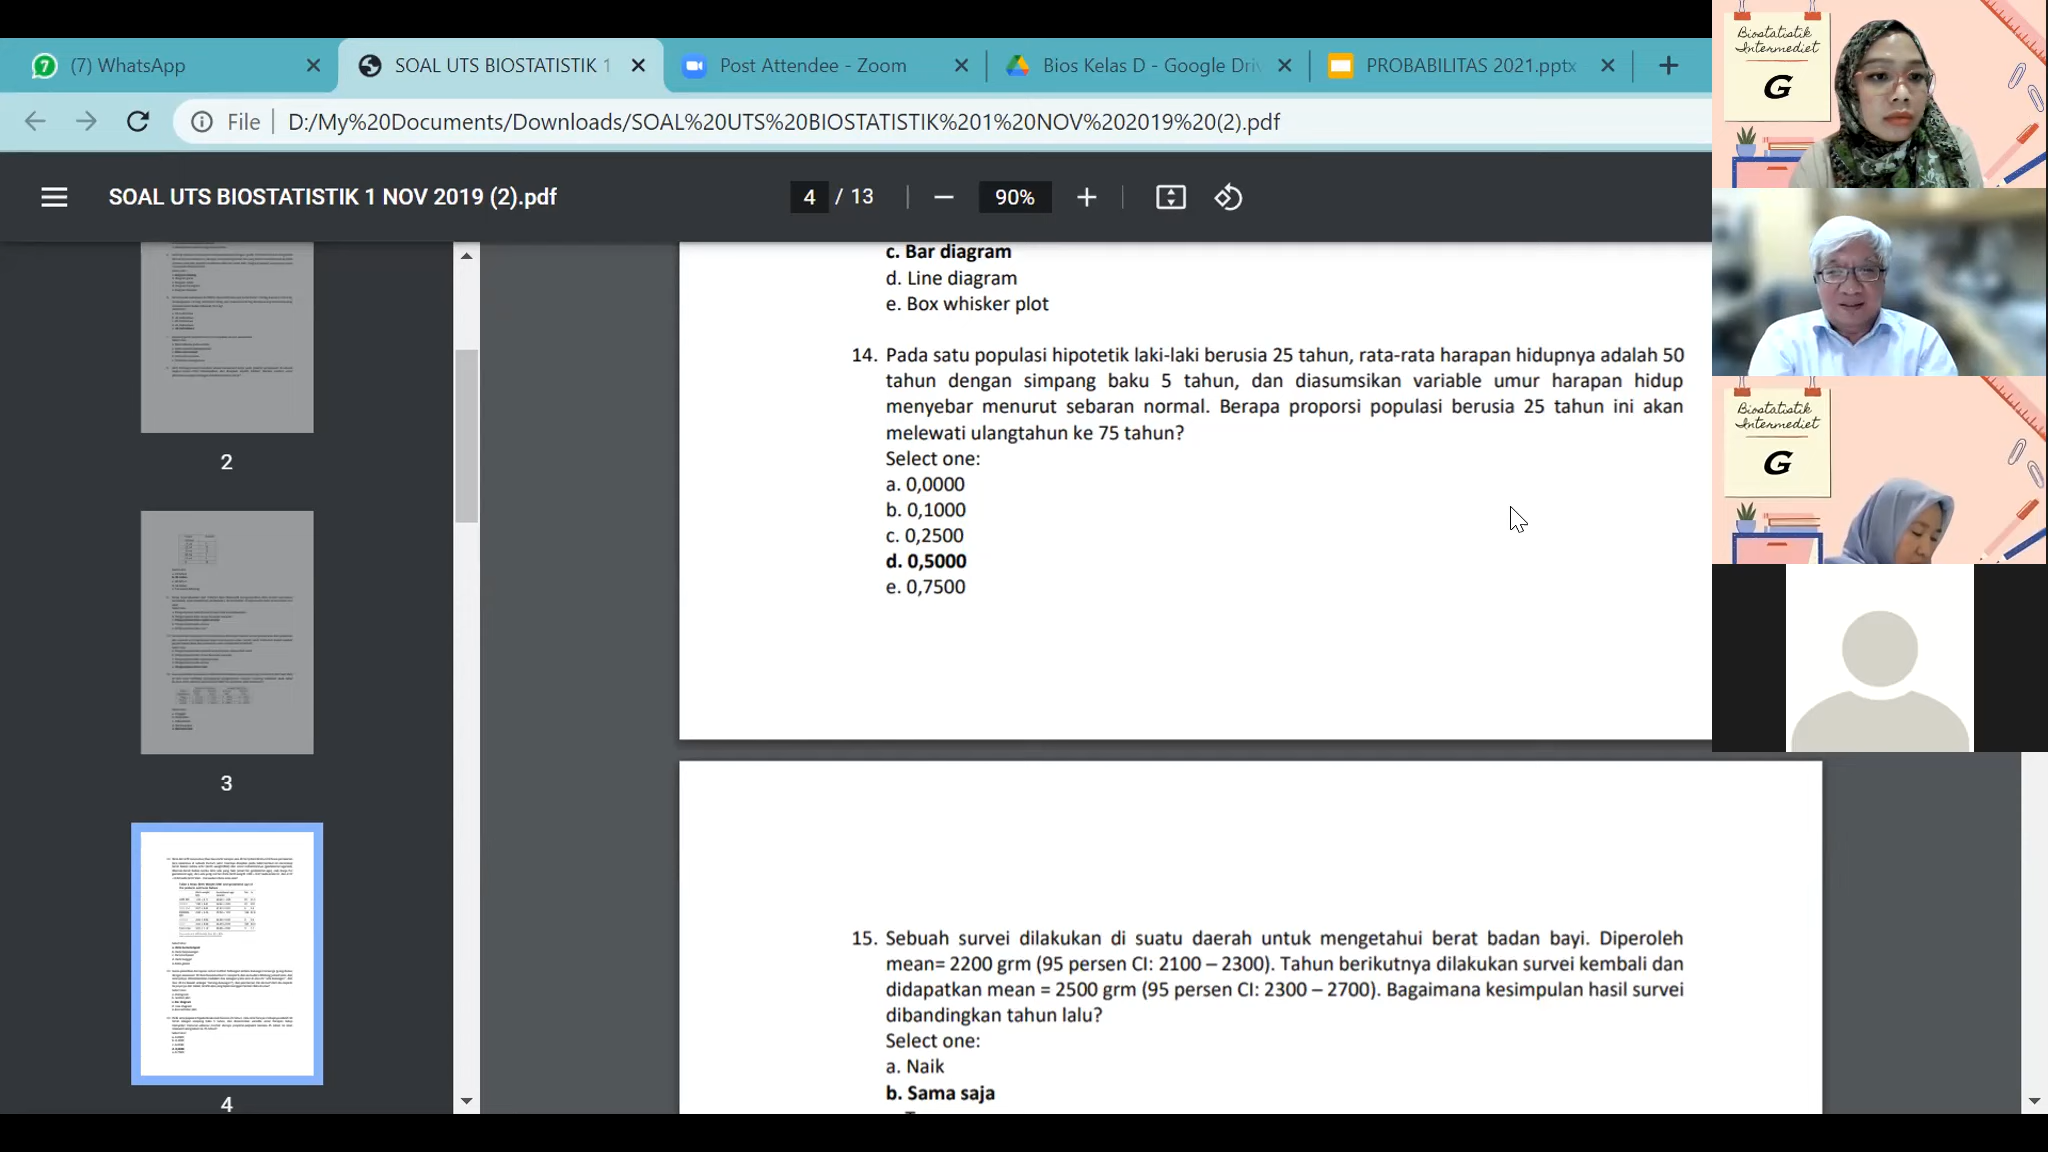 (7) WhatsApp
SOAL UTS BIOSTATISTIK 1
Post Attendee - Zoom
Bios Kelas D - Google Driv
PROBABILITAS 2021.pptx
File
D:/My%20Documents/Downloads/SOAL%20UTS%20BIOSTATISTIK%201%20NOV%202019%20(2).pdf
SOAL UTS BIOSTATISTIK 1 NOV 2019 (2).pdf
4 / 13
90%
2
3
4
c. Bar diagram
d. Line diagram
e. Box whisker plot
14. Pada satu populasi hipotetik laki-laki berusia 25 tahun, rata-rata harapan hidupnya adalah 50
tahun dengan simpang baku 5 tahun, dan diasumsikan variable umur harapan hidup
menyebar menurut sebaran normal. Berapa proporsi populasi berusia 25 tahun ini akan
melewati ulangtahun ke 75 tahun?
Select one:
a. 0,0000
b. 0,1000
c. 0,2500
d. 0,5000
e. 0,7500
15. Sebuah survei dilakukan di suatu daerah untuk mengetahui berat badan bayi. Diperoleh
mean= 2200 grm (95 persen CI: 2100 – 2300). Tahun berikutnya dilakukan survei kembali dan
didapatkan mean = 2500 grm (95 persen CI: 2300 – 2700). Bagaimana kesimpulan hasil survei
dibandingkan tahun lalu?
Select one:
a. Naik
b. Sama saja
Biostatistik
Intermediet
G
Biostatistik
Intermediet
G